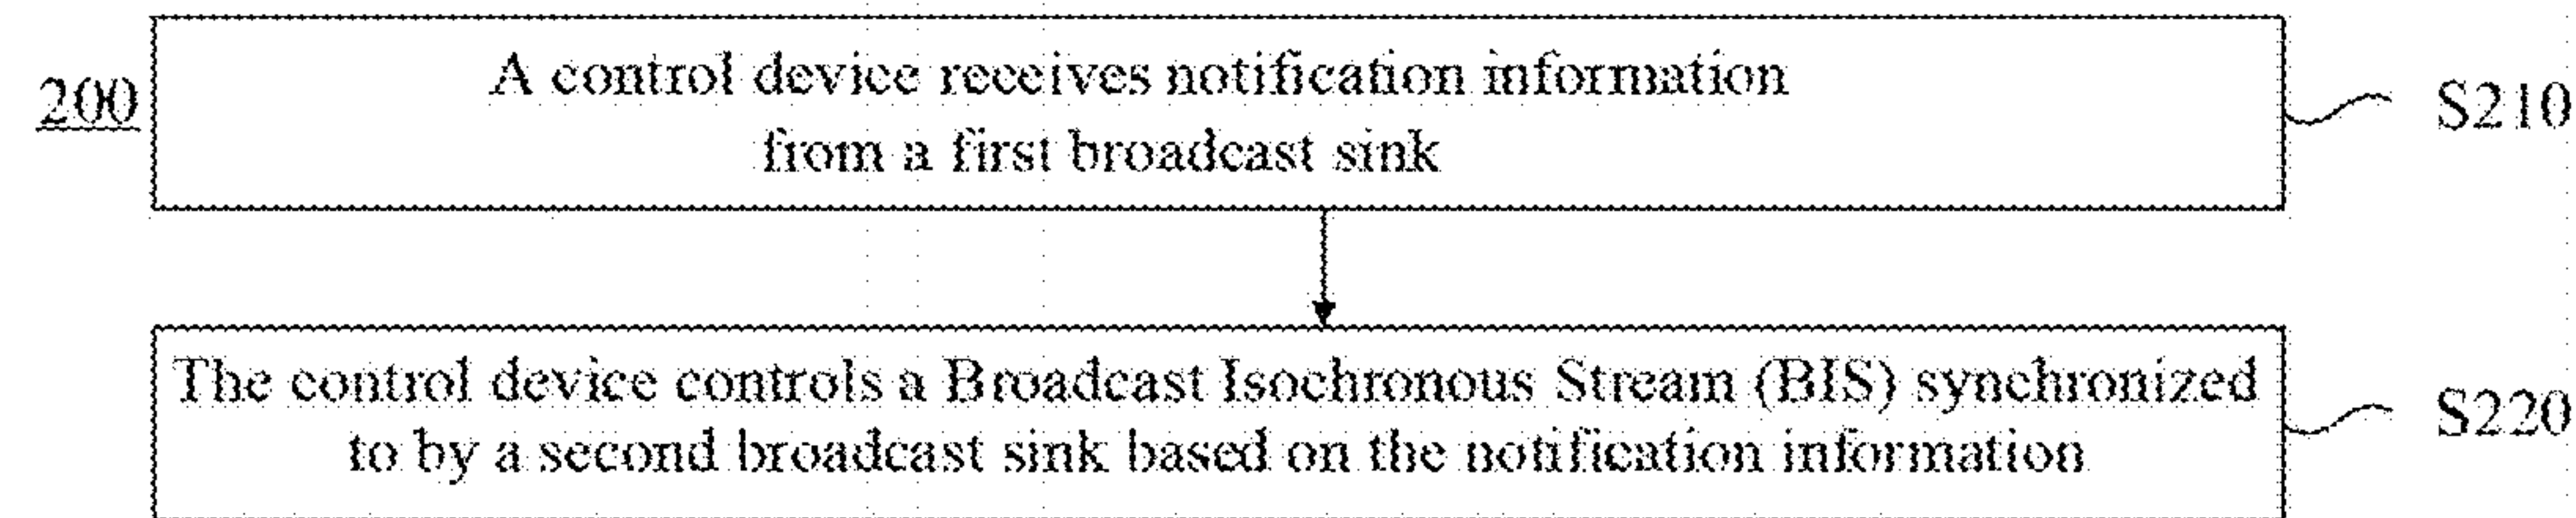 200
A control device receives notification information
from a first broadcast sink
S210
The control device controls a Broadcast Isochronous Stream (BIS) synchronized
to by a second broadcast sink based on the notification information
S220